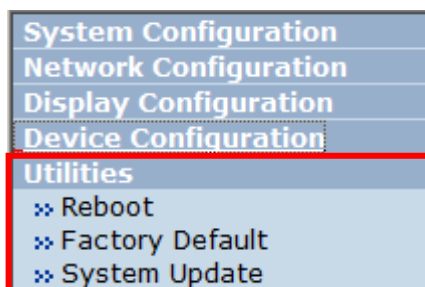 System Configuration
Network Configuration
Display Configuration
Device Configuration
Utilities
» Reboot
» Factory Default
» System Update